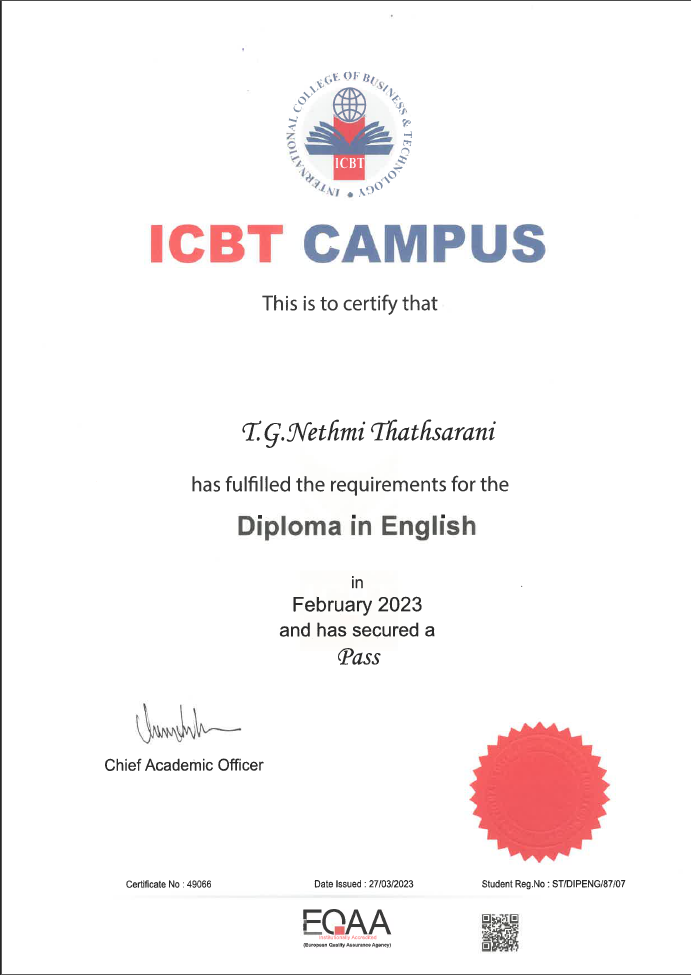 INTERNATIONAL COLLEGE OF BUSINESS & TECHNOLOGY
ICBT
ICBT CAMPUS
This is to certify that
T.G.Nethmi Thathsarani
has fulfilled the requirements for the
Diploma in English
in
February 2023
and has secured a
Pass
Chief Academic Officer
Certificate No : 49066
Date Issued : 27/03/2023
Student Reg.No : ST/DIPENG/87/07
EQAA
Institutionally Accredited
(European Quality Assurance Agency)